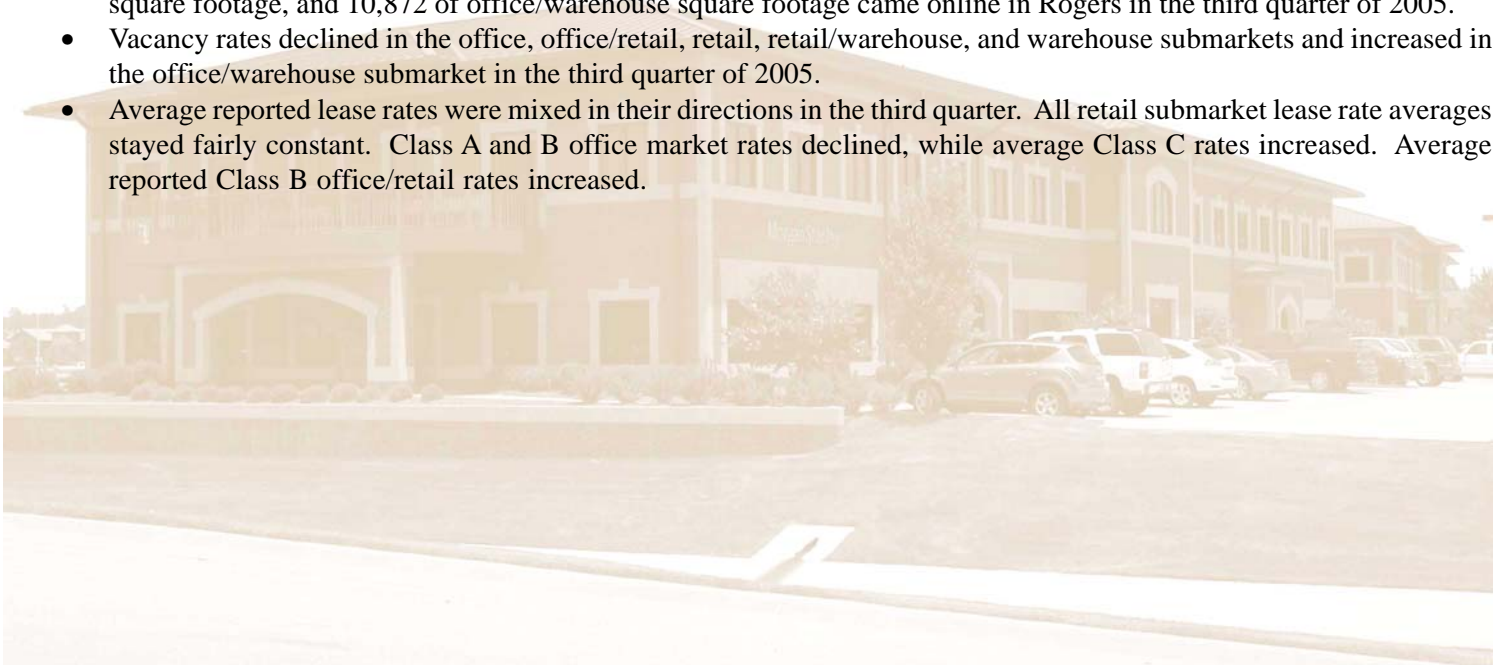 square footage, and 10,872 of office/warehouse square footage came online in Rogers in the third quarter of 2005.
• Vacancy rates declined in the office, office/retail, retail, retail/warehouse, and warehouse submarkets and increased in
the office/warehouse submarket in the third quarter of 2005.
• Average reported lease rates were mixed in their directions in the third quarter. All retail submarket lease rate averages
stayed fairly constant. Class A and B office market rates declined, while average Class C rates increased. Average
reported Class B office/retail rates increased.